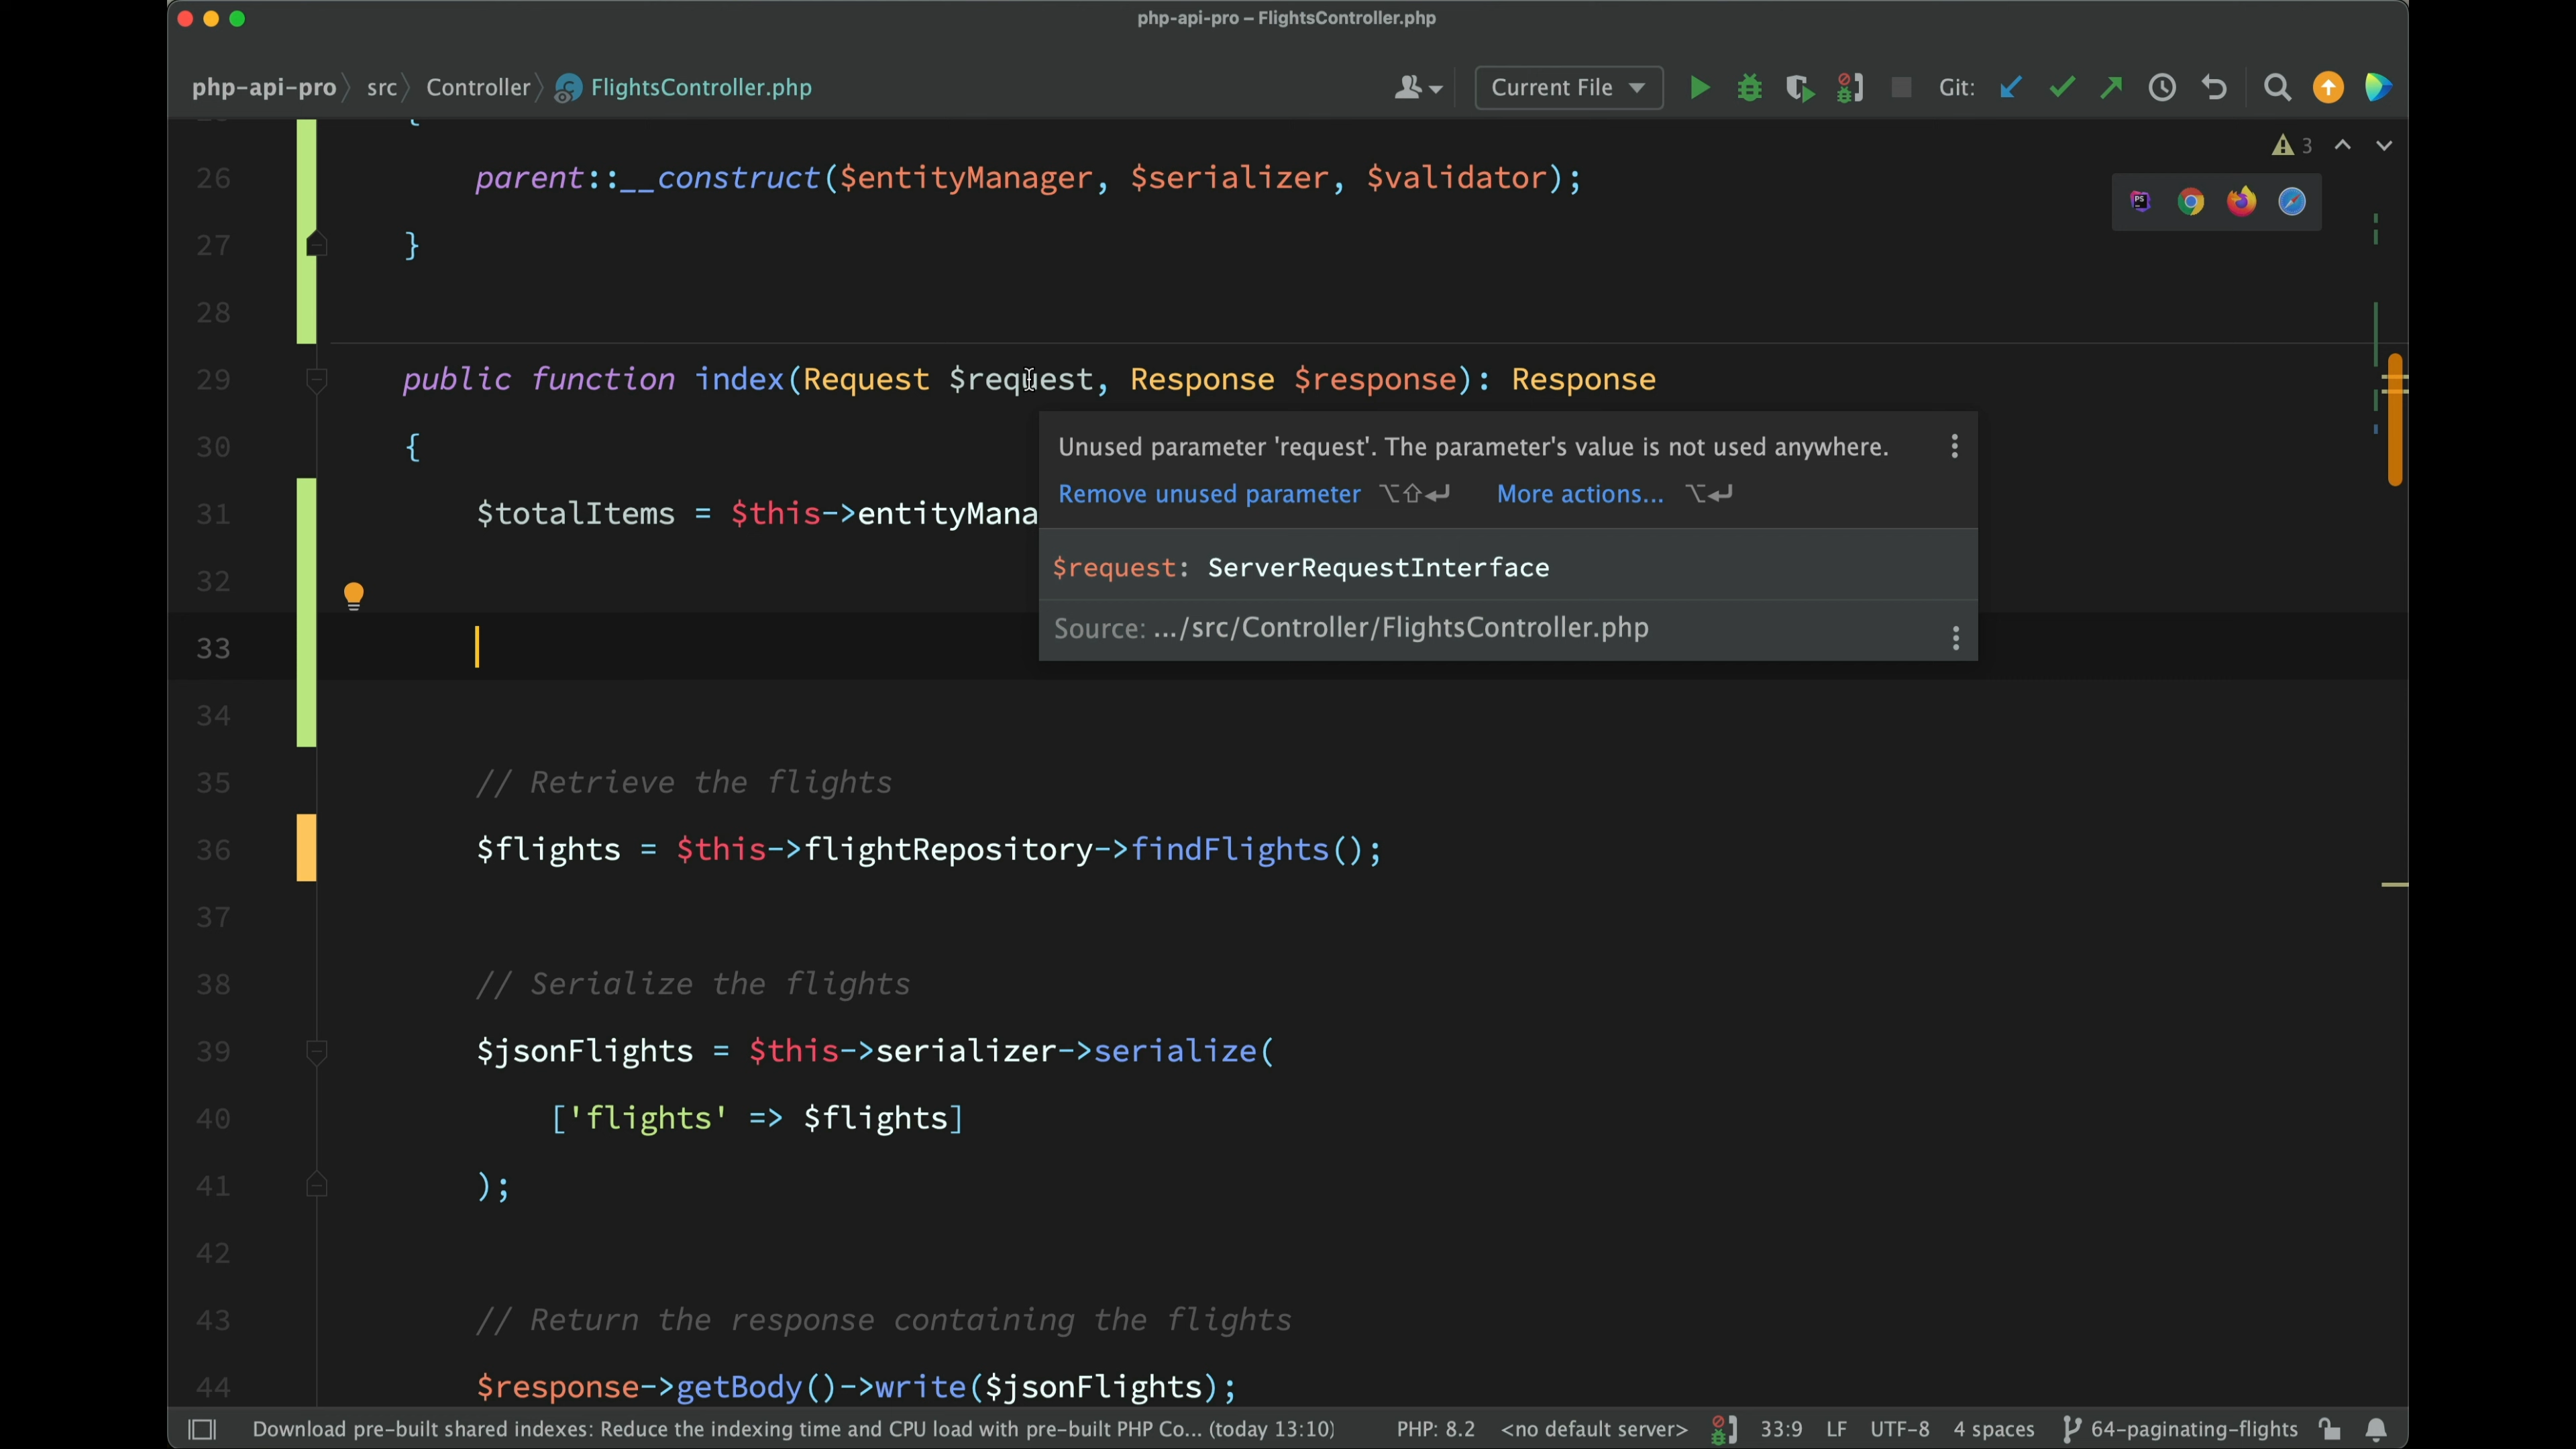 php-api-pro – FlightsController.php
php-api-pro src Controller FlightsController.php Current File Git:
{
3
26 parent::__construct($entityManager, $serializer, $validator);
27 }
28
29 public function index(Request $request, Response $response): Response
30 {
Unused parameter 'request'. The parameter's value is not used anywhere.
Remove unused parameter ⌥⇧↩ More actions... ⌥↩
31 $totalItems = $this->entityMana
$request: ServerRequestInterface
32
Source: .../src/Controller/FlightsController.php
33
34
35 // Retrieve the flights
36 $flights = $this->flightRepository->findFlights();
37
38 // Serialize the flights
39 $jsonFlights = $this->serializer->serialize(
40 ['flights' => $flights]
41 );
42
43 // Return the response containing the flights
44 $response->getBody()->write($jsonFlights);
Download pre-built shared indexes: Reduce the indexing time and CPU load with pre-built PHP Co... (today 13:10) PHP: 8.2 <no default server> 33:9 LF UTF-8 4 spaces 64-paginating-flights